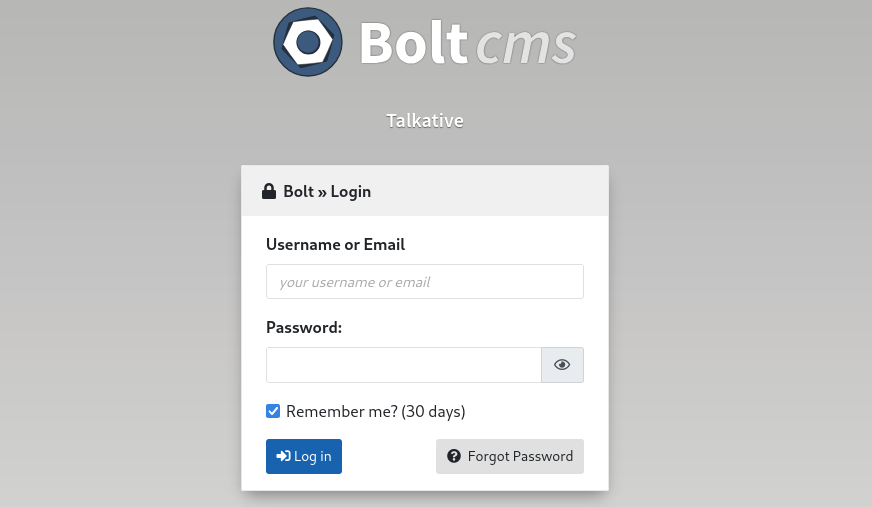 Bolt cms
Talkative
Bolt » Login
Username or Email
your username or email
Password:
Remember me? (30 days)
Log in
Forgot Password